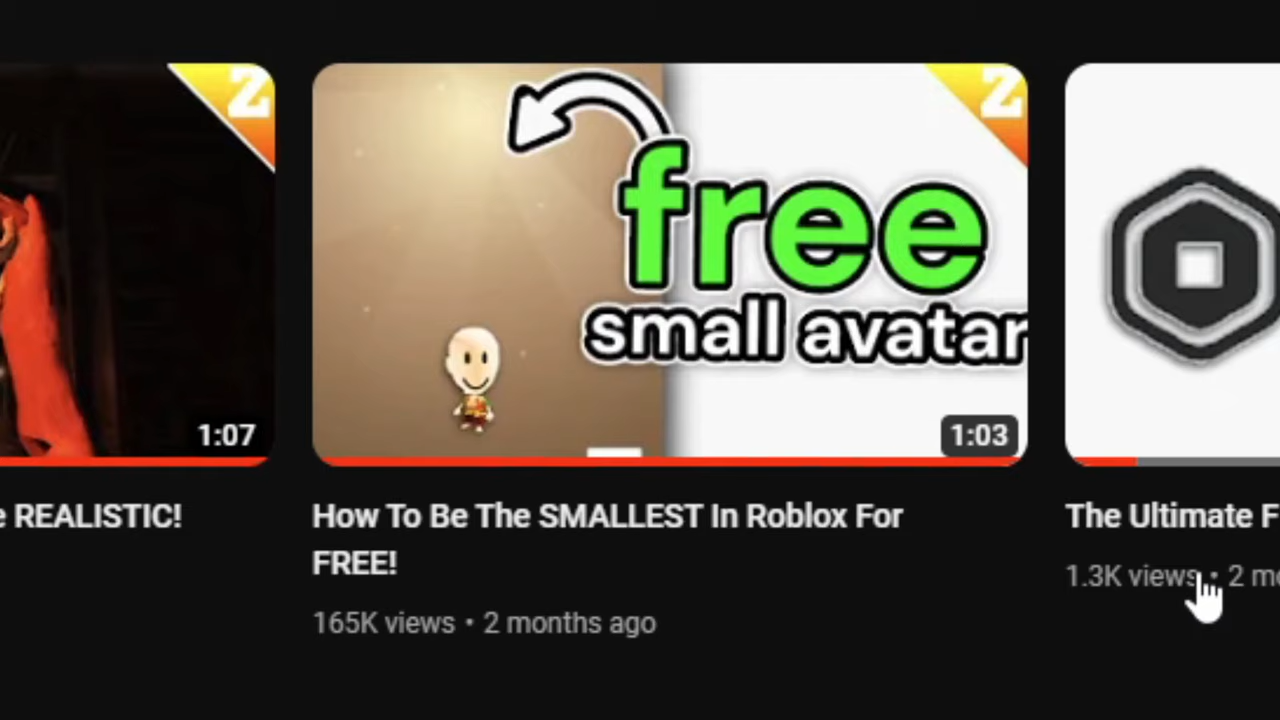 Z
Z
free
small avatar
1:07
1:03
e REALISTIC!
How To Be The SMALLEST In Roblox For
FREE!
The Ultimate F
1.3K views • 2 mo
165K views • 2 months ago